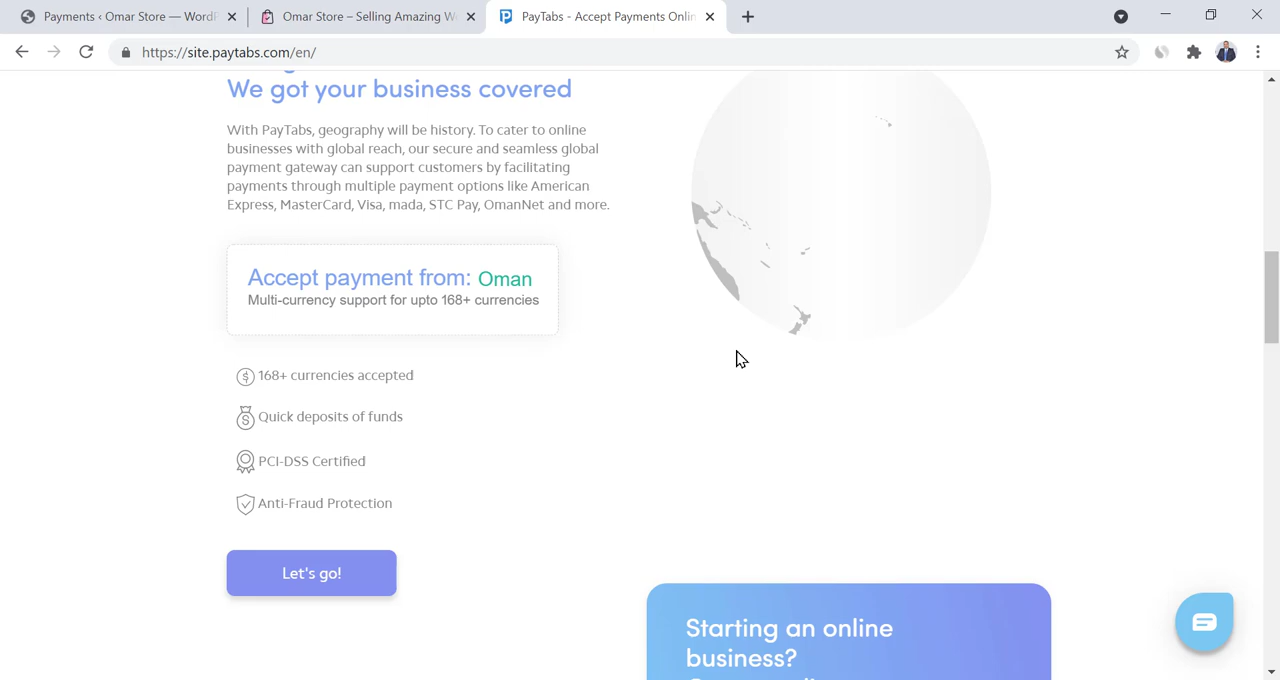 Payments ‹ Omar Store — WordP
Omar Store – Selling Amazing W
PayTabs - Accept Payments Onlin
https://site.paytabs.com/en/
We got your business covered
With PayTabs, geography will be history. To cater to online
businesses with global reach, our secure and seamless global
payment gateway can support customers by facilitating
payments through multiple payment options like American
Express, MasterCard, Visa, mada, STC Pay, OmanNet and more.
Accept payment from: Oman
Multi-currency support for upto 168+ currencies
168+ currencies accepted
Quick deposits of funds
PCI-DSS Certified
Anti-Fraud Protection
Let's go!
Starting an online
business?